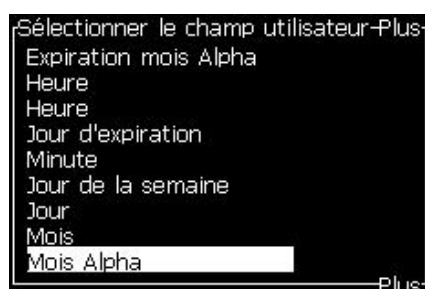 Sélectionner le champ utilisateur Plus
Expiration mois Alpha
Heure
Heure
Jour d'expiration
Minute
Jour de la semaine
Jour
Mois
Mois Alpha
Plus